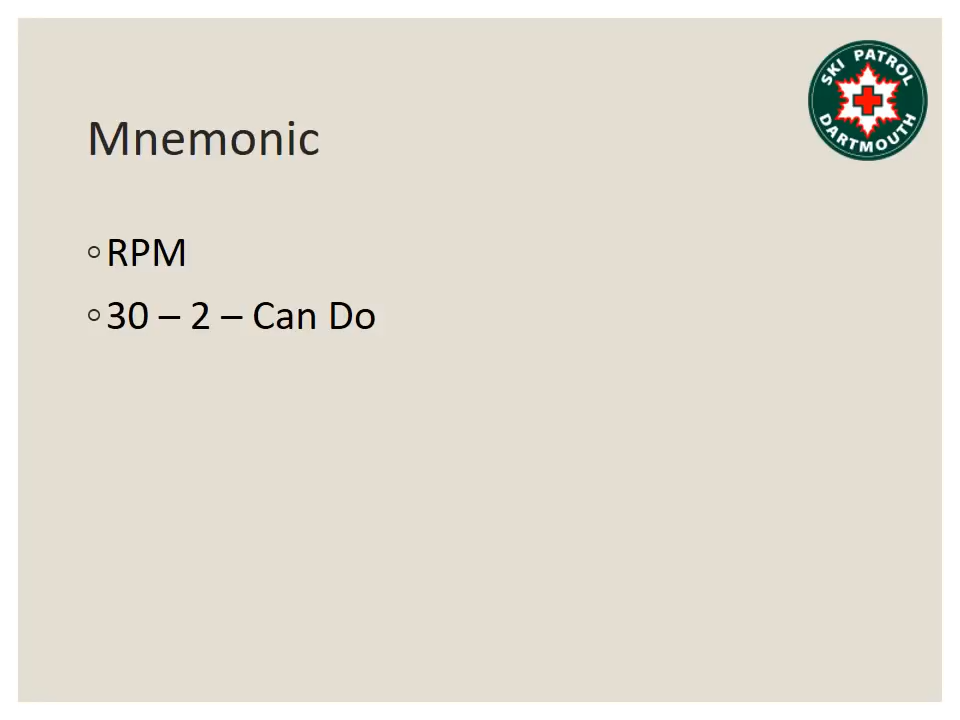 SKI PATROL
DARTMOUTH
Mnemonic
◦RPM
◦30 – 2 – Can Do